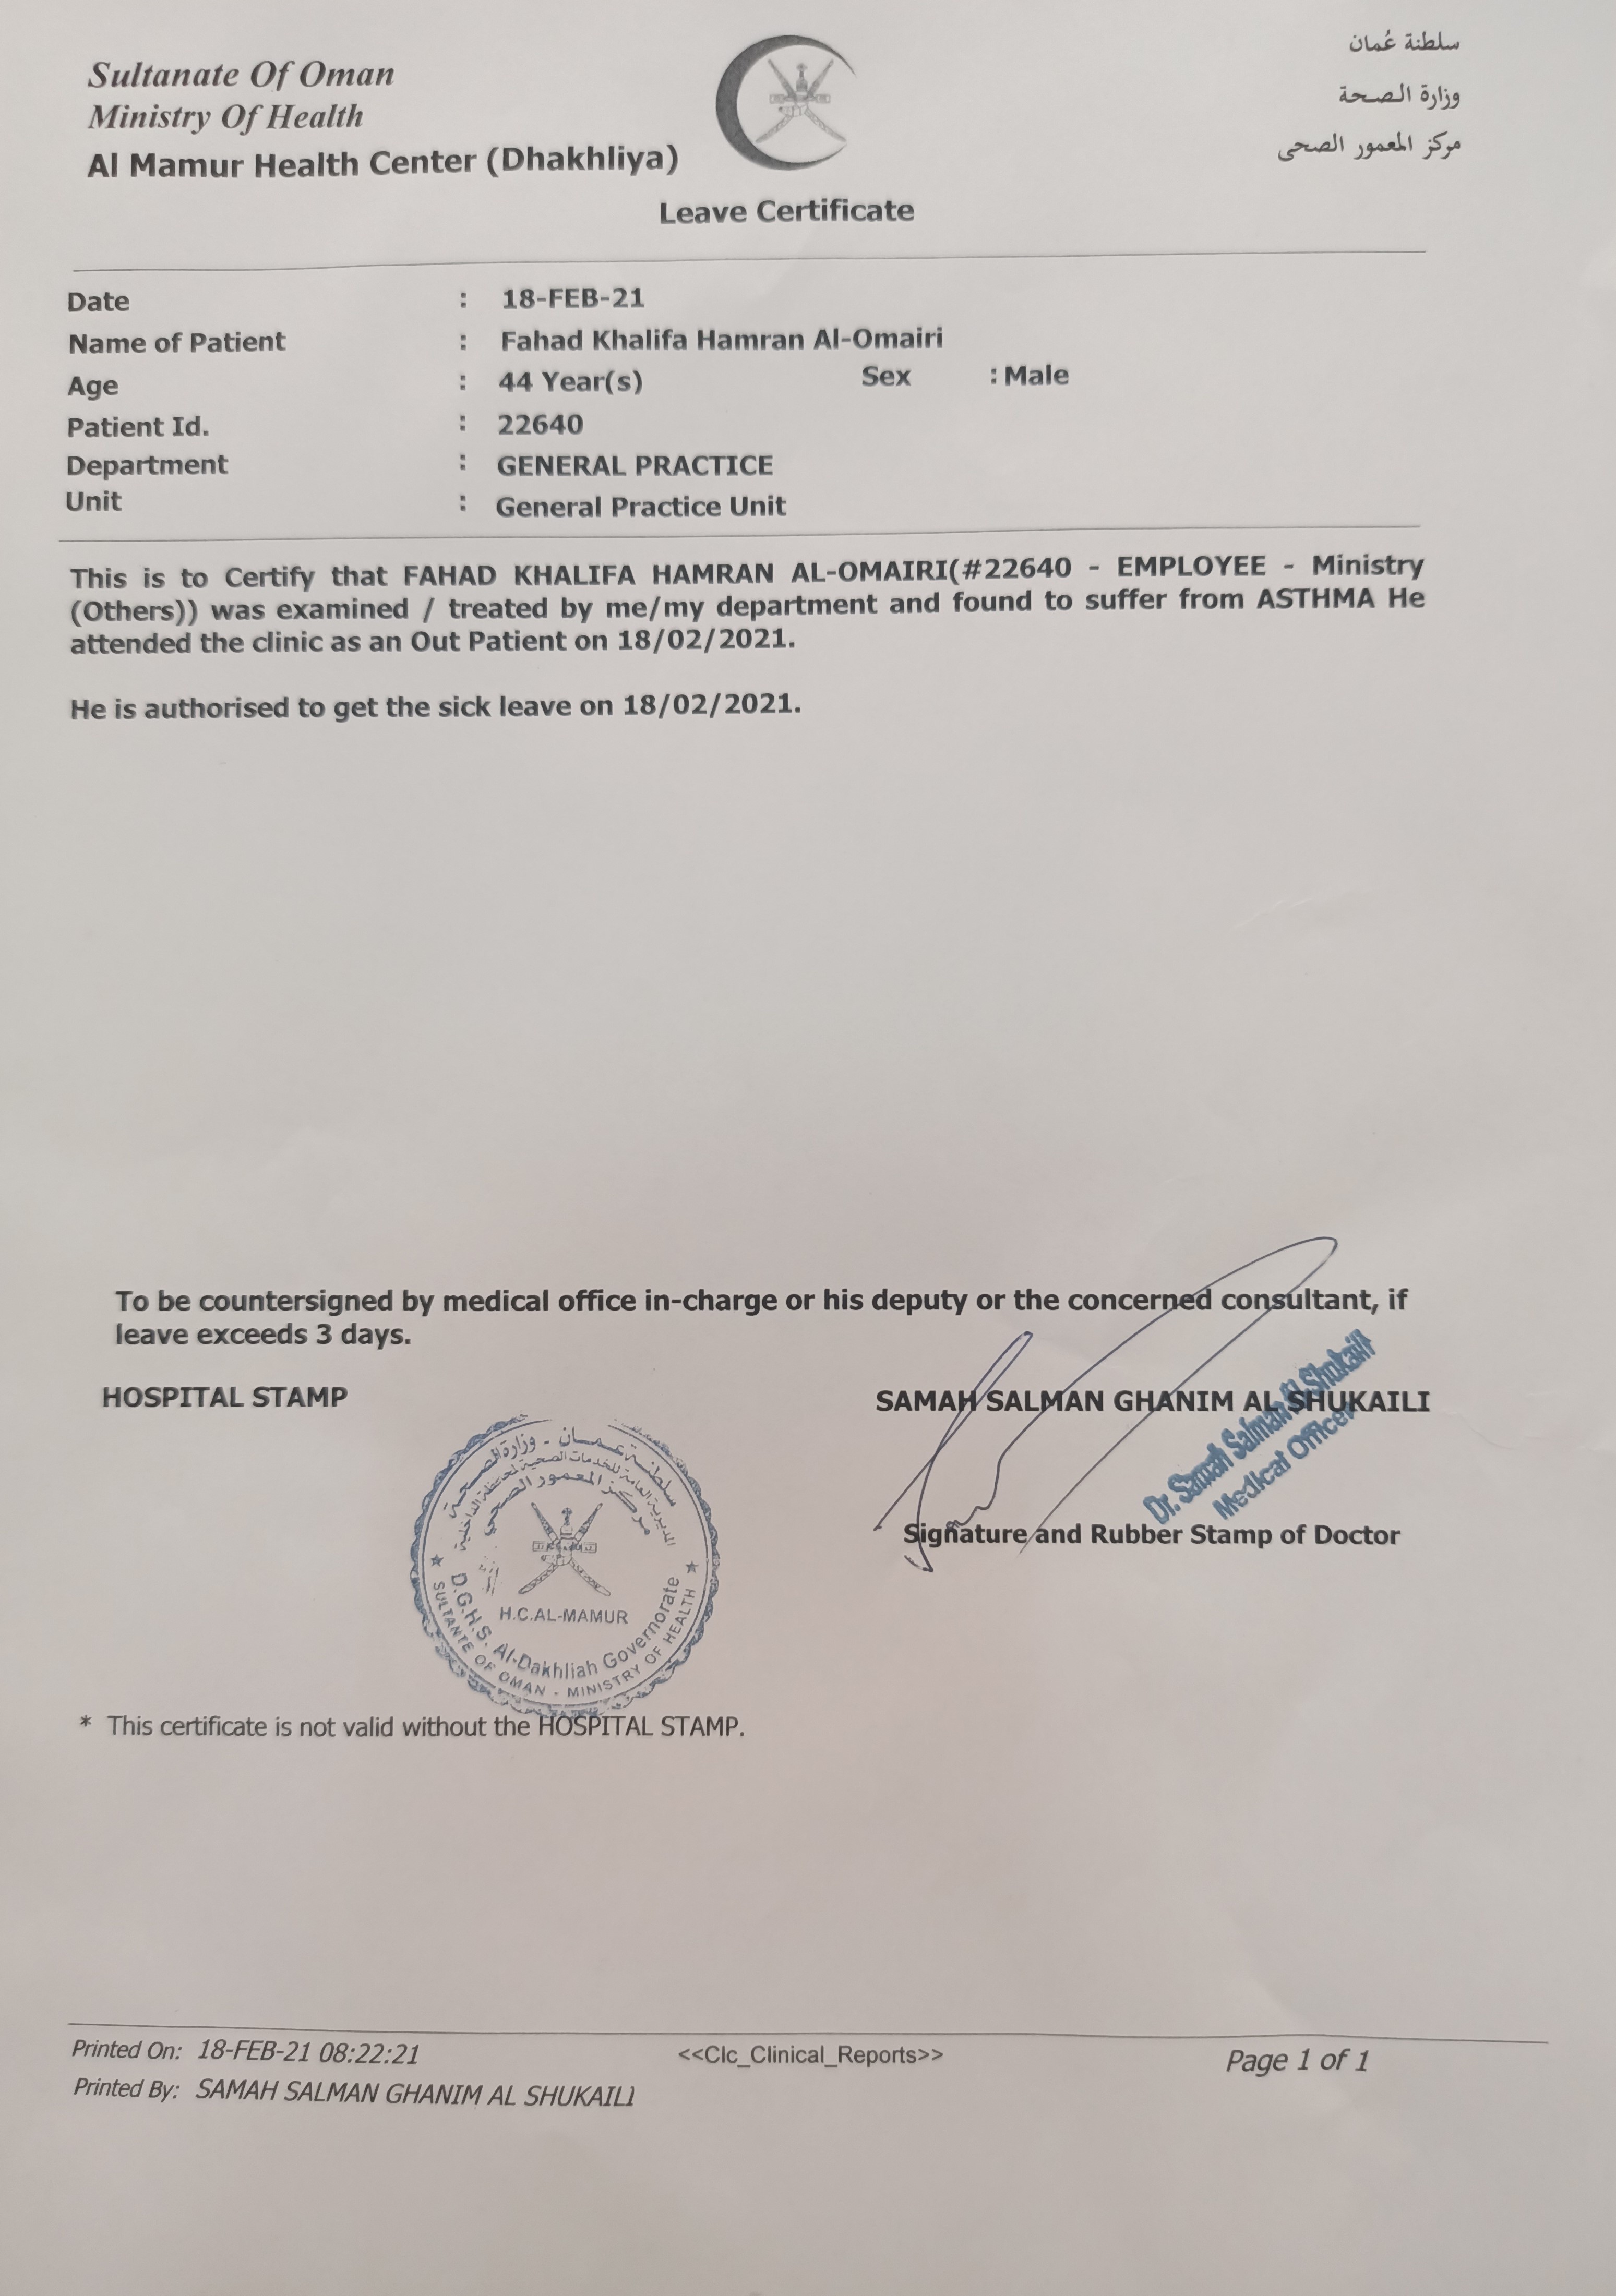 Sultanate Of Oman
Ministry Of Health
Al Mamur Health Center (Dhakhliya)
سلطنة عُمان
وزارة الصحة
مركز المعمور الصحى
Leave Certificate
Date : 18-FEB-21
Name of Patient : Fahad Khalifa Hamran Al-Omairi
Age : 44 Year(s) Sex : Male
Patient Id. : 22640
Department : GENERAL PRACTICE
Unit : General Practice Unit
This is to Certify that FAHAD KHALIFA HAMRAN AL-OMAIRI(#22640 - EMPLOYEE - Ministry
(Others)) was examined / treated by me/my department and found to suffer from ASTHMA He
attended the clinic as an Out Patient on 18/02/2021.
He is authorised to get the sick leave on 18/02/2021.
To be countersigned by medical office in-charge or his deputy or the concerned consultant, if
leave exceeds 3 days.
HOSPITAL STAMP
SAMAH SALMAN GHANIM AL SHUKAILI
Dr. Samah Salman Al Shukaili
Medical Officer
Signature and Rubber Stamp of Doctor
سلطنة عمان - وزارة الصحة
المديرية العامة للخدمات الصحية لمحافظة الداخلية
مركز المعمور الصحي
H.C.AL-MAMUR
D.G.H.S. Al-Dakhliah Governorate
SULTANTE OF OMAN - MINISTRY OF HEALTH
* This certificate is not valid without the HOSPITAL STAMP.
Printed On: 18-FEB-21 08:22:21
<<Clc_Clinical_Reports>>
Page 1 of 1
Printed By: SAMAH SALMAN GHANIM AL SHUKAILI